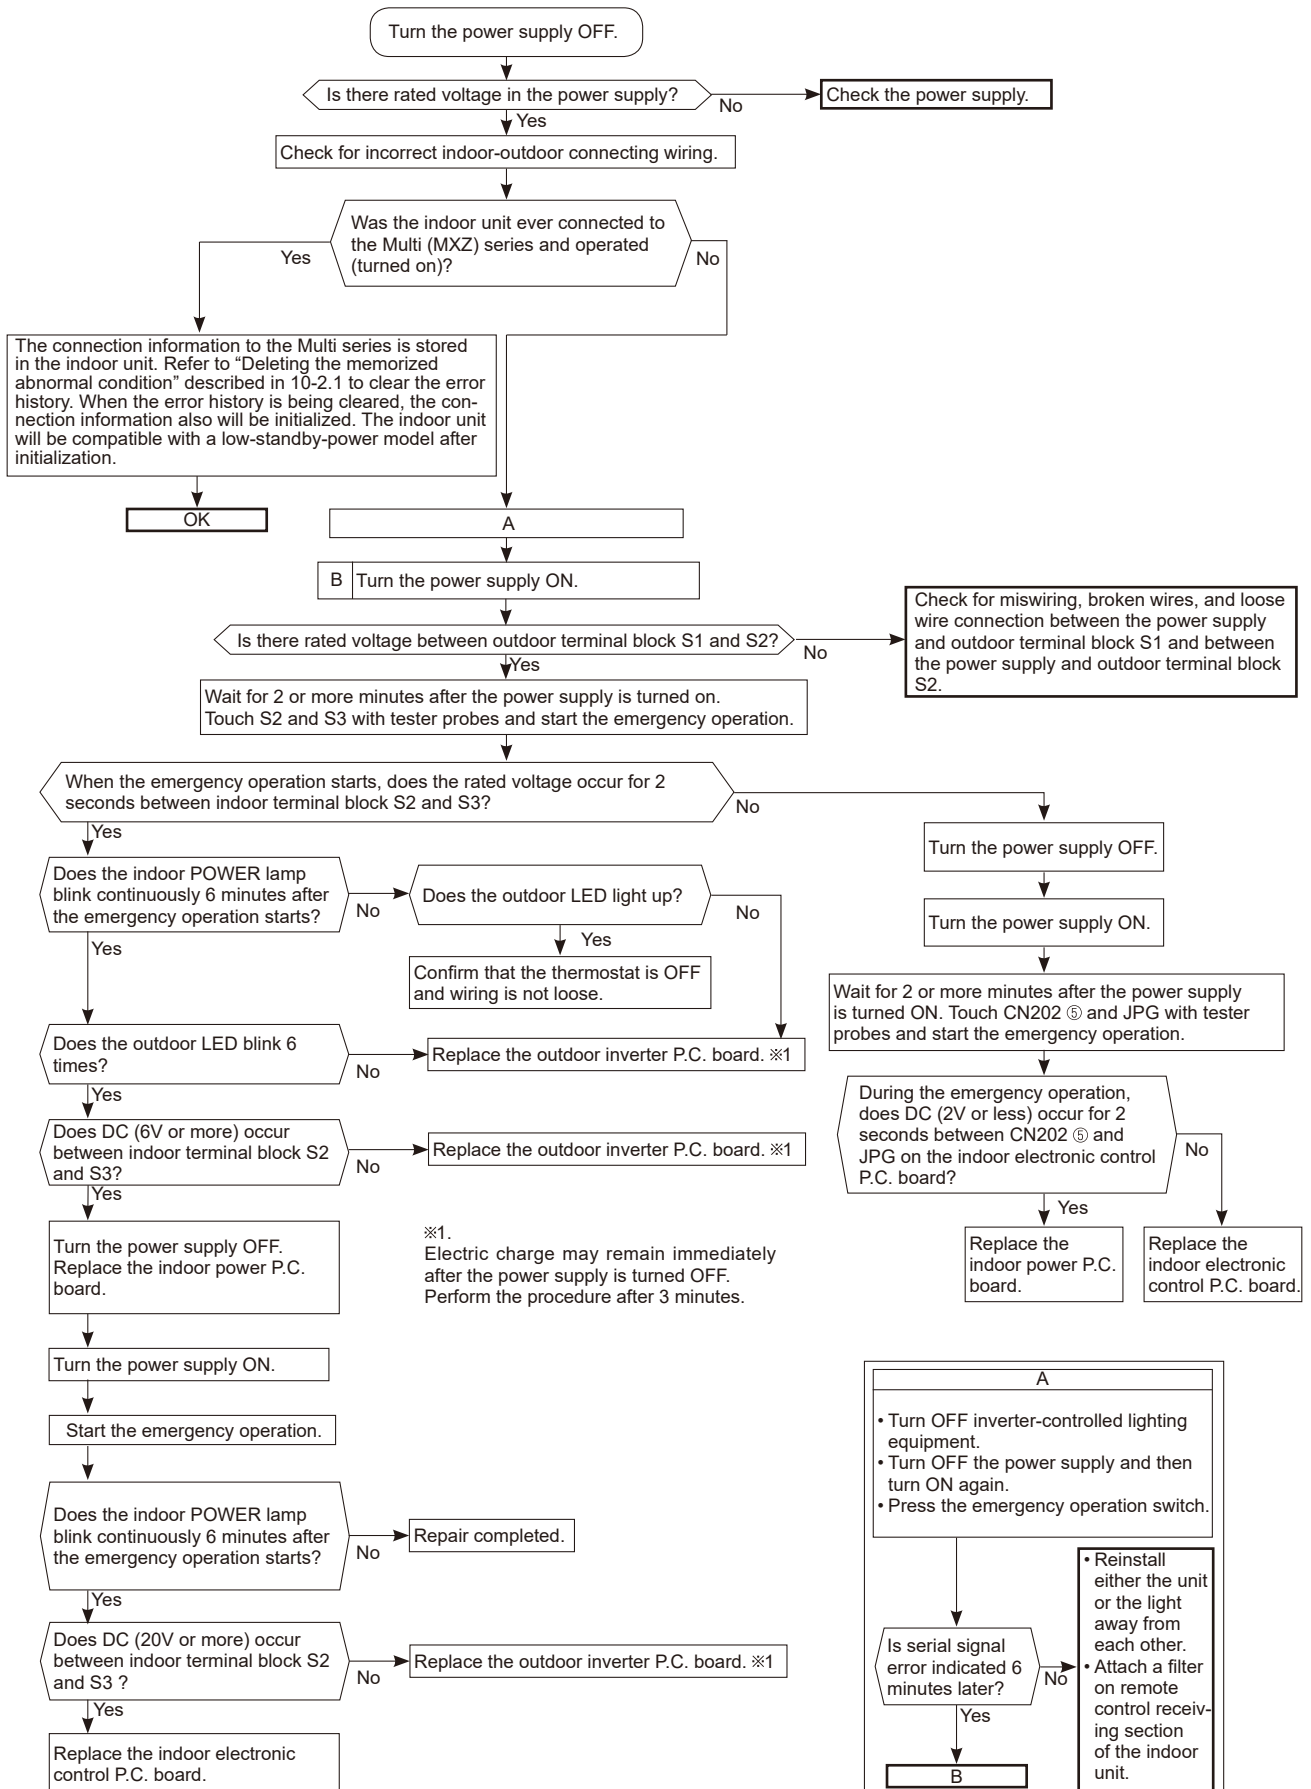 Turn the power supply OFF.
Is there rated voltage in the power supply?
No
Check the power supply.
Yes
Check for incorrect indoor-outdoor connecting wiring.
Was the indoor unit ever connected to
the Multi (MXZ) series and operated
(turned on)?
Yes
No
The connection information to the Multi series is stored
in the indoor unit. Refer to “Deleting the memorized
abnormal condition” described in 10-2.1 to clear the error
history. When the error history is being cleared, the con-
nection information also will be initialized. The indoor unit
will be compatible with a low-standby-power model after
initialization.
OK
A
B Turn the power supply ON.
Is there rated voltage between outdoor terminal block S1 and S2?
No
Check for miswiring, broken wires, and loose
wire connection between the power supply
and outdoor terminal block S1 and between
the power supply and outdoor terminal block
S2.
Yes
Wait for 2 or more minutes after the power supply is turned on.
Touch S2 and S3 with tester probes and start the emergency operation.
When the emergency operation starts, does the rated voltage occur for 2
seconds between indoor terminal block S2 and S3?
No
Yes
Does the indoor POWER lamp
blink continuously 6 minutes after
the emergency operation starts?
No
Does the outdoor LED light up?
No
Yes
Confirm that the thermostat is OFF
and wiring is not loose.
Yes
Does the outdoor LED blink 6
times?
No
Replace the outdoor inverter P.C. board. ※1
Yes
Does DC (6V or more) occur
between indoor terminal block S2
and S3?
No
Replace the outdoor inverter P.C. board. ※1
Yes
Turn the power supply OFF.
Replace the indoor power P.C.
board.
※1.
Electric charge may remain immediately
after the power supply is turned OFF.
Perform the procedure after 3 minutes.
Turn the power supply ON.
Start the emergency operation.
Does the indoor POWER lamp
blink continuously 6 minutes after
the emergency operation starts?
No
Repair completed.
Yes
Does DC (20V or more) occur
between indoor terminal block S2
and S3 ?
No
Replace the outdoor inverter P.C. board. ※1
Yes
Replace the indoor electronic
control P.C. board.
Turn the power supply OFF.
Turn the power supply ON.
Wait for 2 or more minutes after the power supply
is turned ON. Touch CN202 ⑤ and JPG with tester
probes and start the emergency operation.
During the emergency operation,
does DC (2V or less) occur for 2
seconds between CN202 ⑤ and
JPG on the indoor electronic control
P.C. board?
No
Yes
Replace the
indoor power P.C.
board.
Replace the
indoor electronic
control P.C. board.
A
• Turn OFF inverter-controlled lighting
equipment.
• Turn OFF the power supply and then
turn ON again.
• Press the emergency operation switch.
Is serial signal
error indicated 6
minutes later?
No
• Reinstall
either the unit
or the light
away from
each other.
• Attach a filter
on remote
control receiv-
ing section
of the indoor
unit.
Yes
B